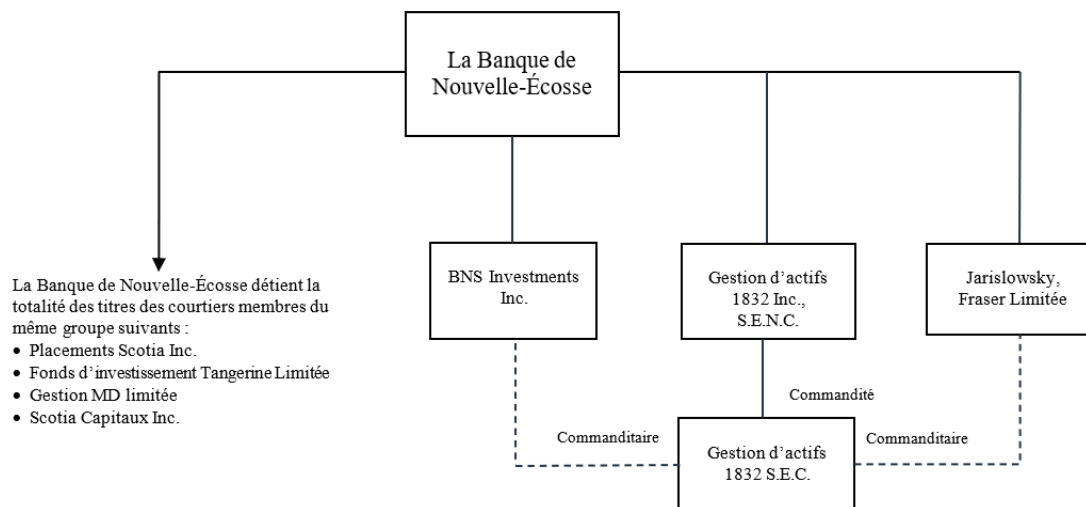 La Banque de
Nouvelle-Écosse
La Banque de Nouvelle-Écosse détient la
totalité des titres des courtiers membres du
même groupe suivants :
• Placements Scotia Inc.
• Fonds d’investissement Tangerine Limitée
• Gestion MD limitée
• Scotia Capitaux Inc.
BNS Investments
Inc.
Gestion d’actifs
1832 Inc.,
S.E.N.C.
Jarislowsky,
Fraser Limitée
Commandité
Commanditaire
Commanditaire
Gestion d’actifs
1832 S.E.C.